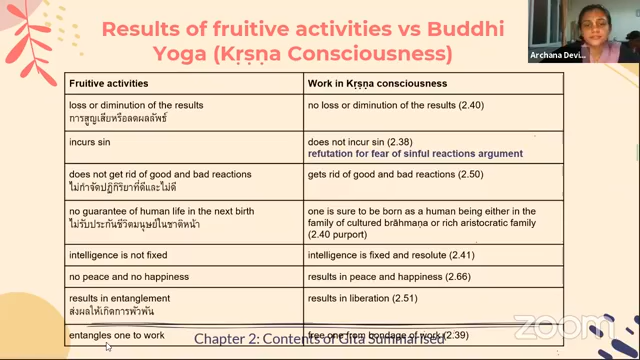 Results of fruitive activities vs Buddhi
Yoga (Kṛṣṇa Consciousness)
Archana Devi...
Fruitive activities
Work in Kṛṣṇa consciousness
loss or diminution of the results
การสูญเสียหรือลดผลลัพธ์
no loss or diminution of the results (2.40)
incurs sin
does not incur sin (2.38)
refutation for fear of sinful reactions argument
does not get rid of good and bad reactions
ไม่กำจัดปฏิกิริยาที่ดีและไม่ดี
gets rid of good and bad reactions (2.50)
no guarantee of human life in the next birth
ไม่รับประกันชีวิตมนุษย์ในชาติหน้า
one is sure to be born as a human being either in the
family of cultured brāhmaṇa or rich aristocratic family
(2.40 purport)
intelligence is not fixed
intelligence is fixed and resolute (2.41)
no peace and no happiness
results in peace and happiness (2.66)
results in entanglement
ส่งผลให้เกิดการพัวพัน
results in liberation (2.51)
entangles one to work
free one from bondage of work (2.39)
Chapter 2: Contents of Gita Summarised
zoom